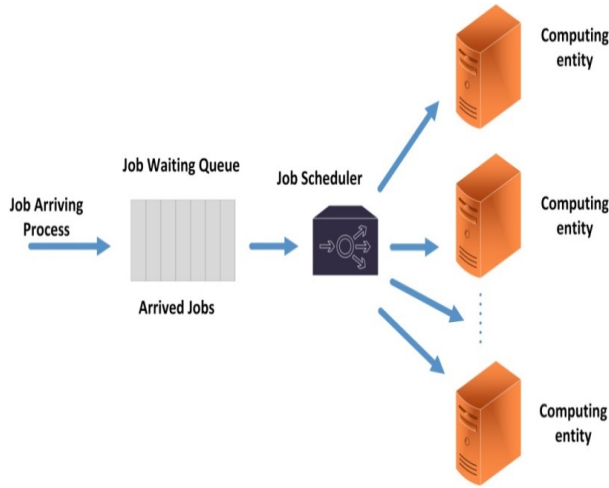 Computing
entity
Job Waiting Queue
Job Scheduler
Job Arriving
Process
Computing
entity
Arrived Jobs
Computing
entity